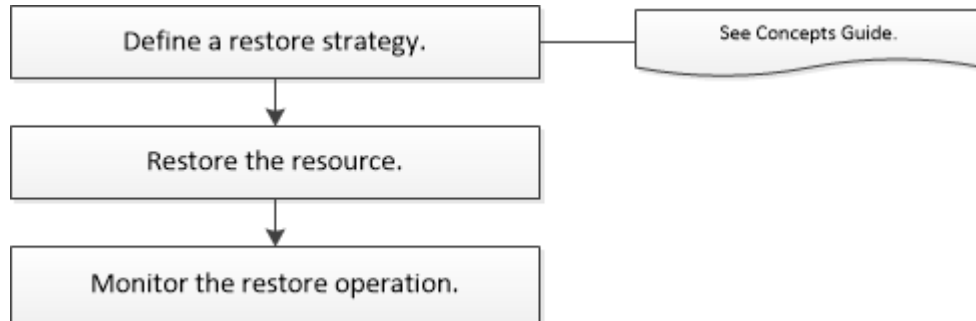 Define a restore strategy.
See Concepts Guide.
Restore the resource.
Monitor the restore operation.